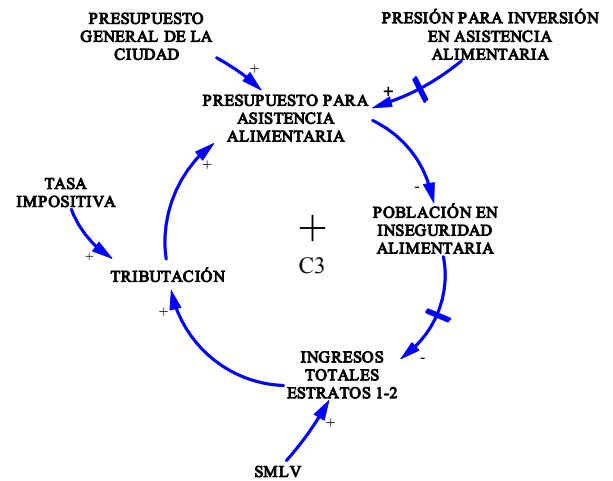 PRESUPUESTO
GENERAL DE LA
CIUDAD
PRESIÓN PARA INVERSIÓN
EN ASISTENCIA
ALIMENTARIA
+
+
PRESUPUESTO PARA
ASISTENCIA
ALIMENTARIA
+
-
TASA
IMPOSITIVA
POBLACIÓN EN
INSEGURIDAD
ALIMENTARIA
+
C3
+
TRIBUTACIÓN
+
-
INGRESOS
TOTALES
ESTRATOS 1-2
+
SMLV